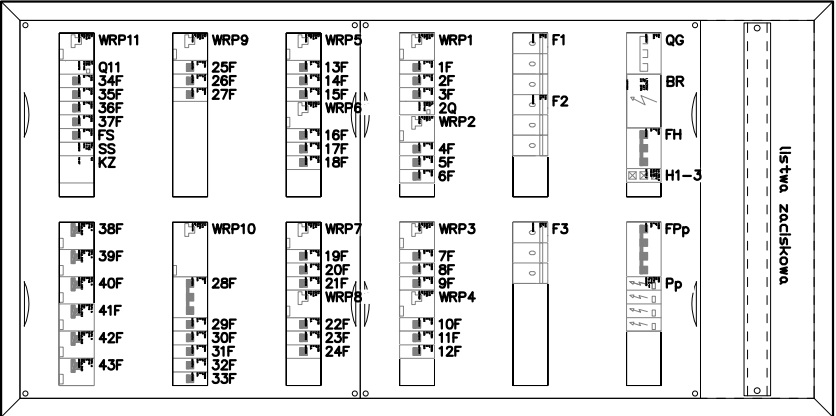 WRP11
Q11
34F
35F
36F
37F
FS
SS
KZ
WRP9
25F
26F
27F
WRP5
13F
14F
15F
WRP6
16F
17F
18F
WRP1
1F
2F
3F
2Q
WRP2
4F
5F
6F
F1
F2
QG
BR
FH
H1-3
38F
39F
40F
41F
42F
43F
WRP10
28F
29F
30F
31F
32F
33F
WRP7
19F
20F
21F
WRP8
22F
23F
24F
WRP3
7F
8F
9F
WRP4
10F
11F
12F
F3
FPp
Pp
listwa zaciskowa